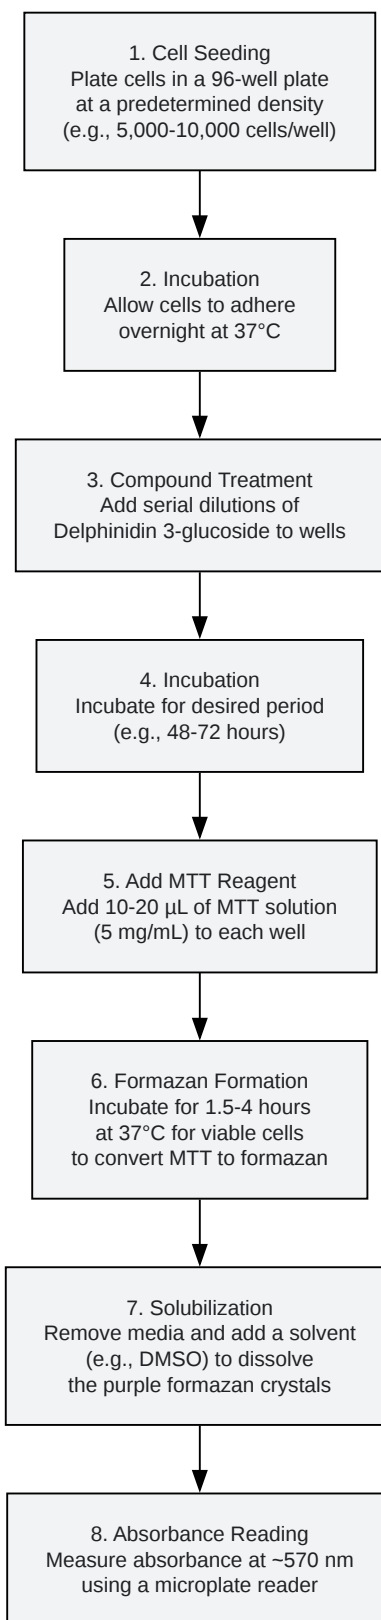 1. Cell Seeding
Plate cells in a 96-well plate
at a predetermined density
(e.g., 5,000-10,000 cells/well)
2. Incubation
Allow cells to adhere
overnight at 37°C
3. Compound Treatment
Add serial dilutions of
Delphinidin 3-glucoside to wells
4. Incubation
Incubate for desired period
(e.g., 48-72 hours)
5. Add MTT Reagent
Add 10-20 µL of MTT solution
(5 mg/mL) to each well
6. Formazan Formation
Incubate for 1.5-4 hours
at 37°C for viable cells
to convert MTT to formazan
7. Solubilization
Remove media and add a solvent
(e.g., DMSO) to dissolve
the purple formazan crystals
8. Absorbance Reading
Measure absorbance at ~570 nm
using a microplate reader